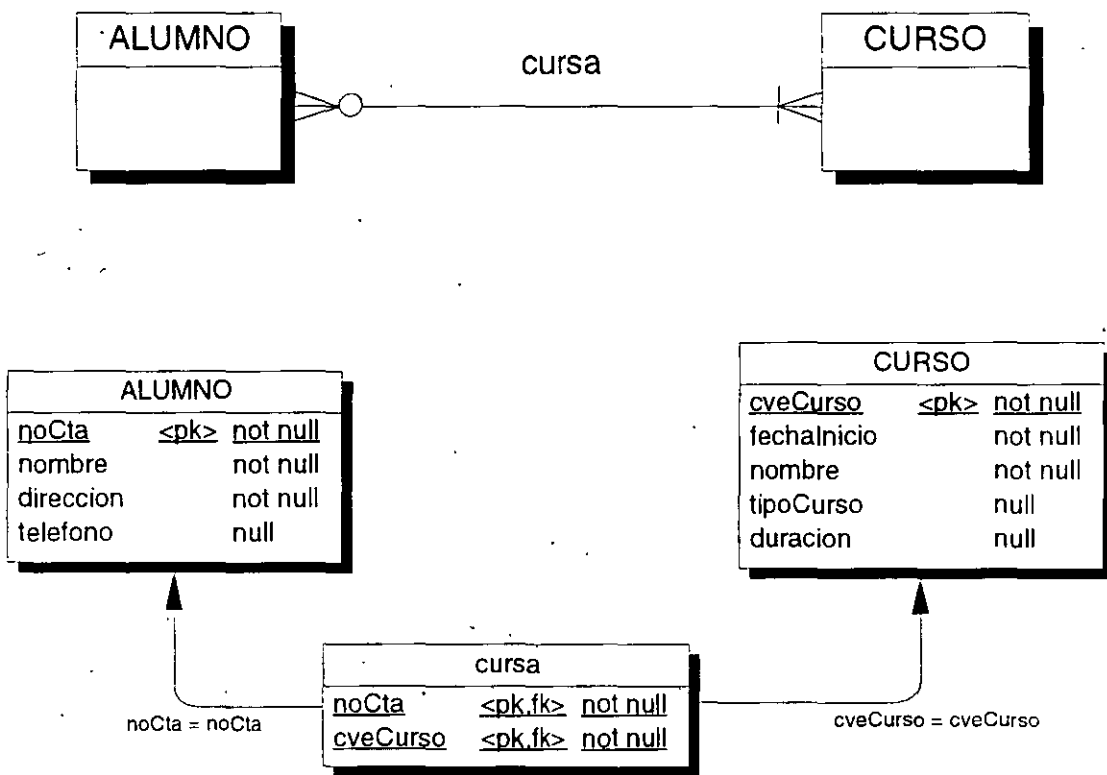 ALUMNO
CURSO
cursa
ALUMNO
noCta <pk> not null
nombre not null
direccion not null
telefono null
CURSO
cveCurso <pk> not null
fechaInicio not null
nombre not null
tipoCurso null
duracion null
cursa
noCta <pk,fk> not null
cveCurso <pk,fk> not null
noCta = noCta
cveCurso = cveCurso